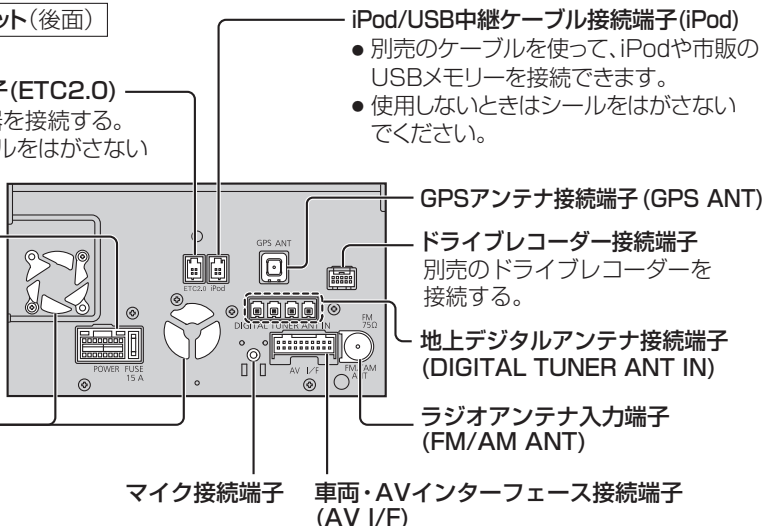 ット(後面)
iPod/USB中継ケーブル接続端子(iPod)
● 別売のケーブルを使って、iPodや市販の
USBメモリーを接続できます。
● 使用しないときはシールをはがさない
でください。
(ETC2.0)
を接続する。
ルをはがさない
GPSアンテナ接続端子 (GPS ANT)
ドライブレコーダー接続端子
別売のドライブレコーダーを
接続する。
地上デジタルアンテナ接続端子
(DIGITAL TUNER ANT IN)
ラジオアンテナ入力端子
(FM/AM ANT)
マイク接続端子
車両・AVインターフェース接続端子
(AV I/F)
GPS ANT
ETC2.0 iPod
FM
75Ω
DIGITAL TUNER ANT IN
POWER FUSE
15 A
AV I/F
FM/AM
ANT